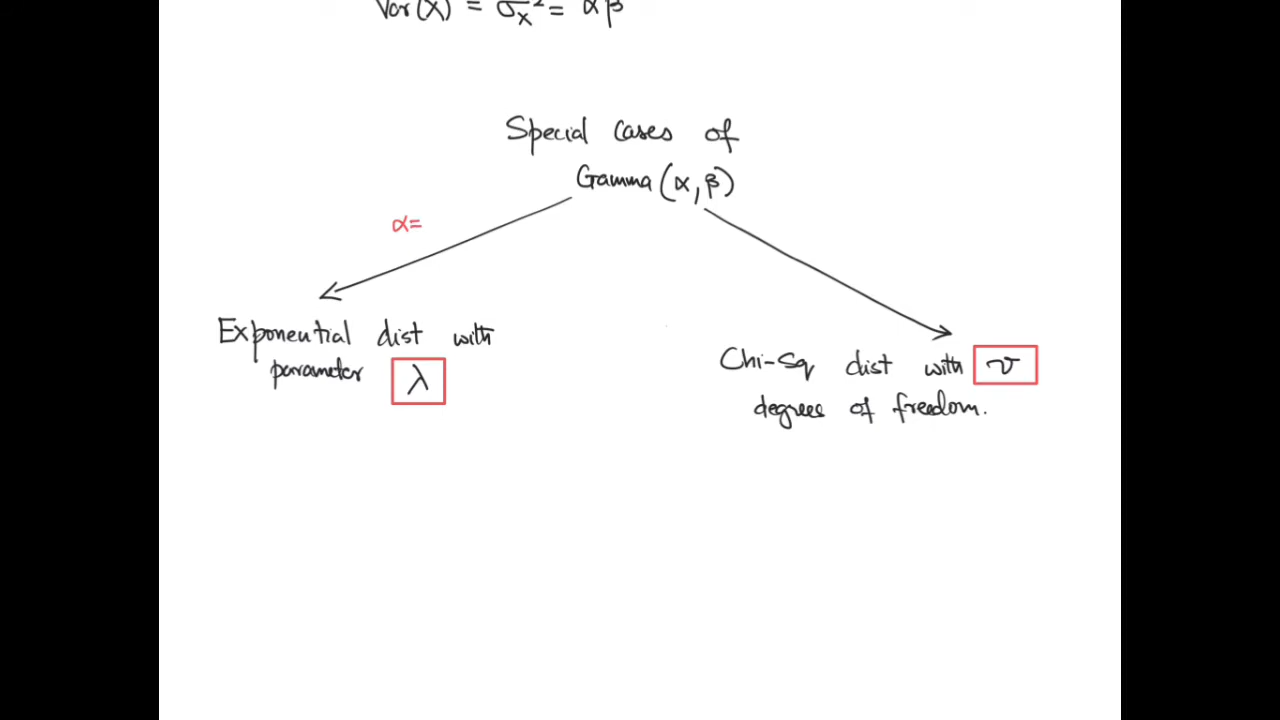 Var(X) = σx² = αβ
Special cases of
Gamma(α,β)
α=
Exponential dist with
parameter λ
Chi-Sq dist with ν
degrees of freedom.